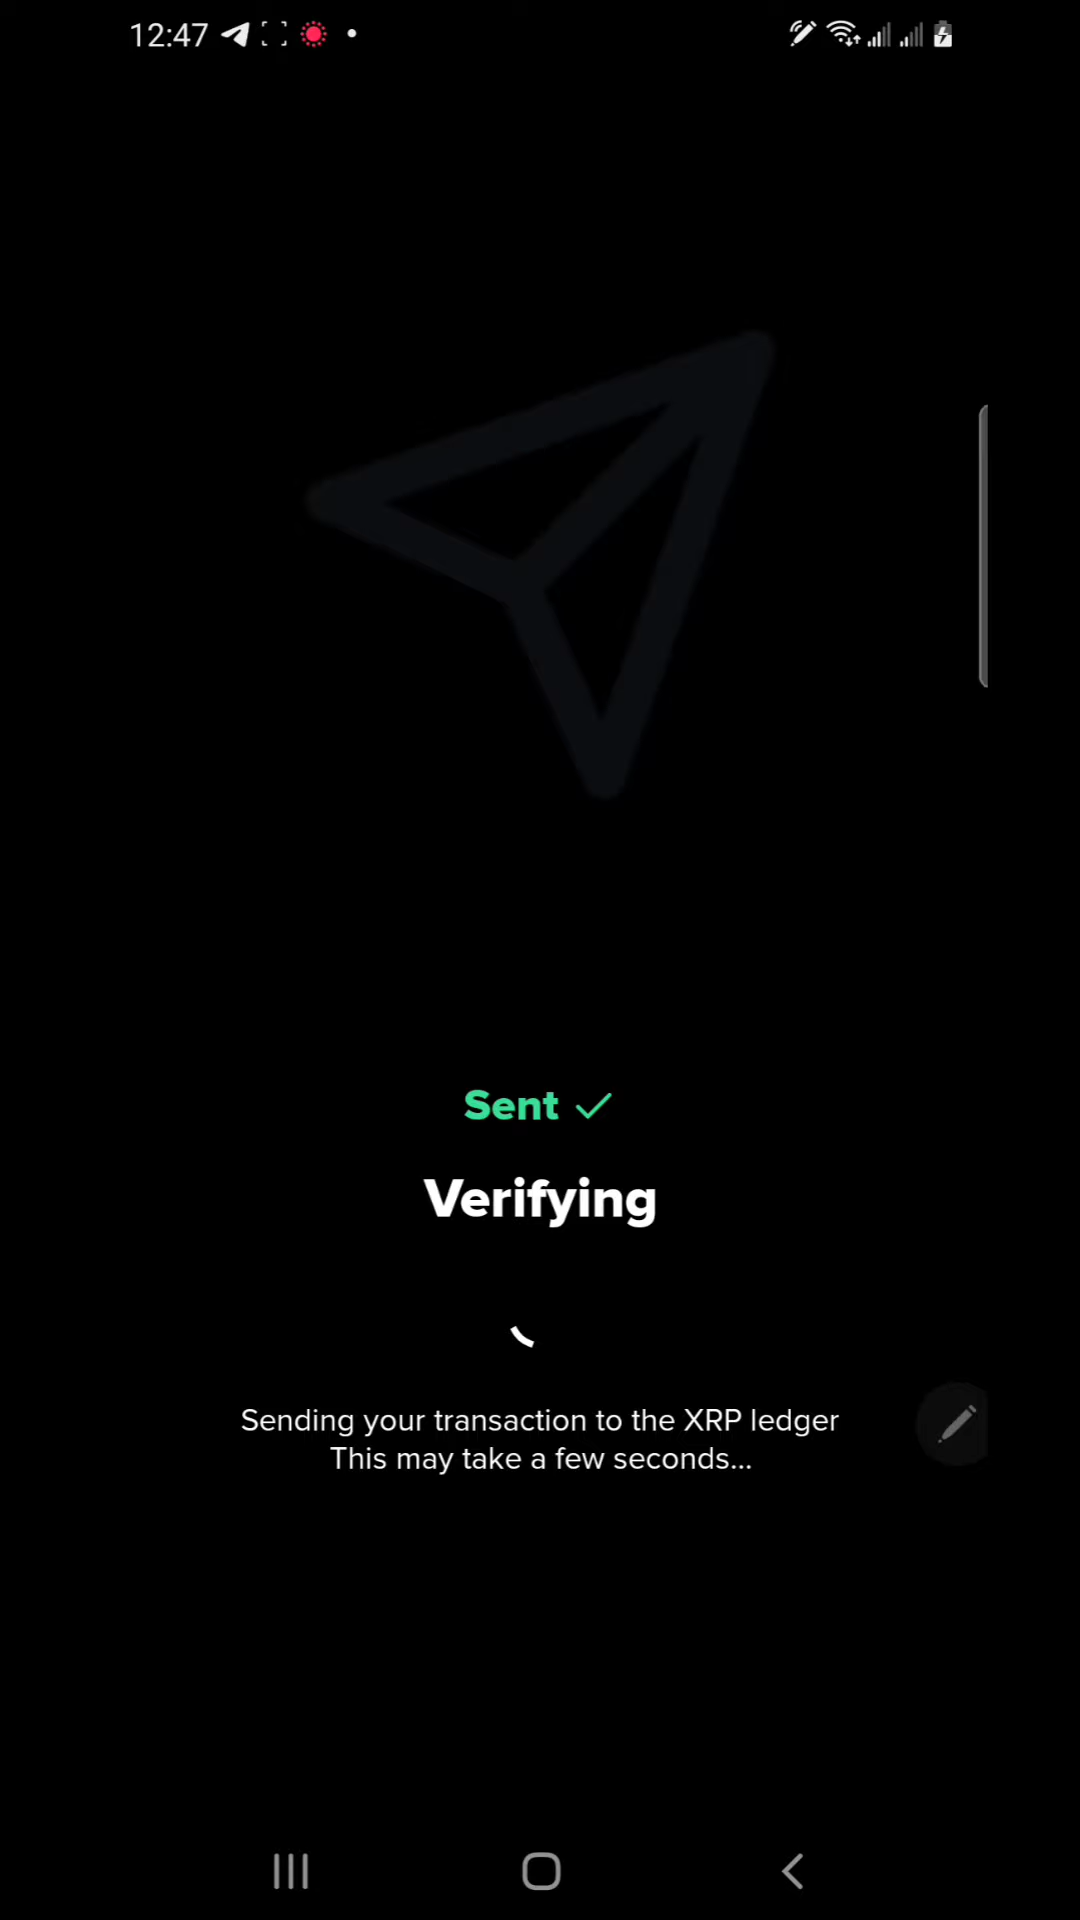 12:47
Sent
Verifying
Sending your transaction to the XRP ledger
This may take a few seconds...